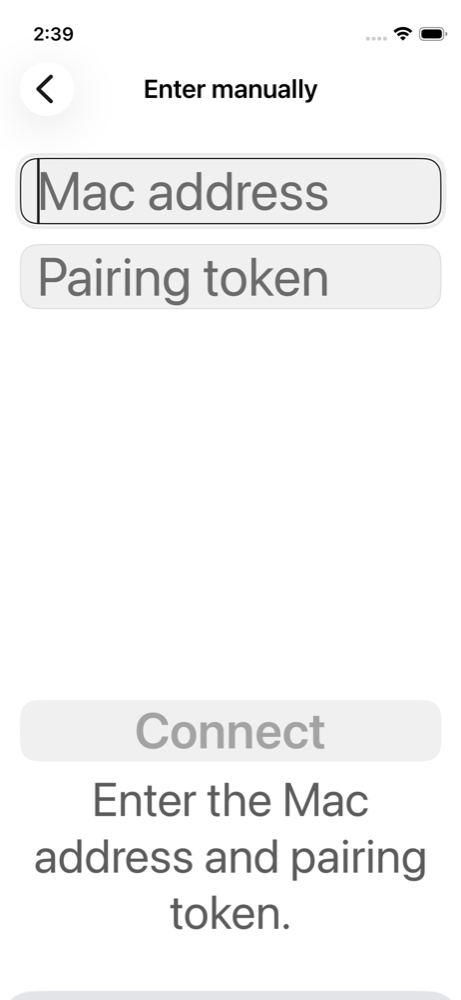 2:39
Enter manually
Mac address
Pairing token
Connect
Enter the Mac
address and pairing
token.